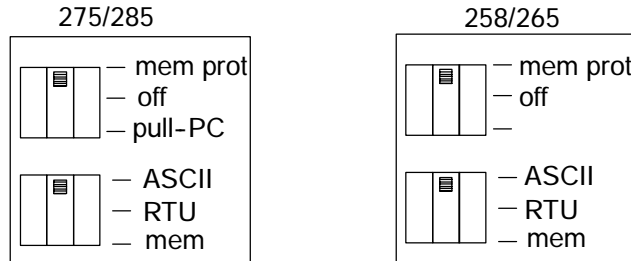 275/285
mem prot
off
pull-PC
ASCII
RTU
mem
258/265
mem prot
off
ASCII
RTU
mem